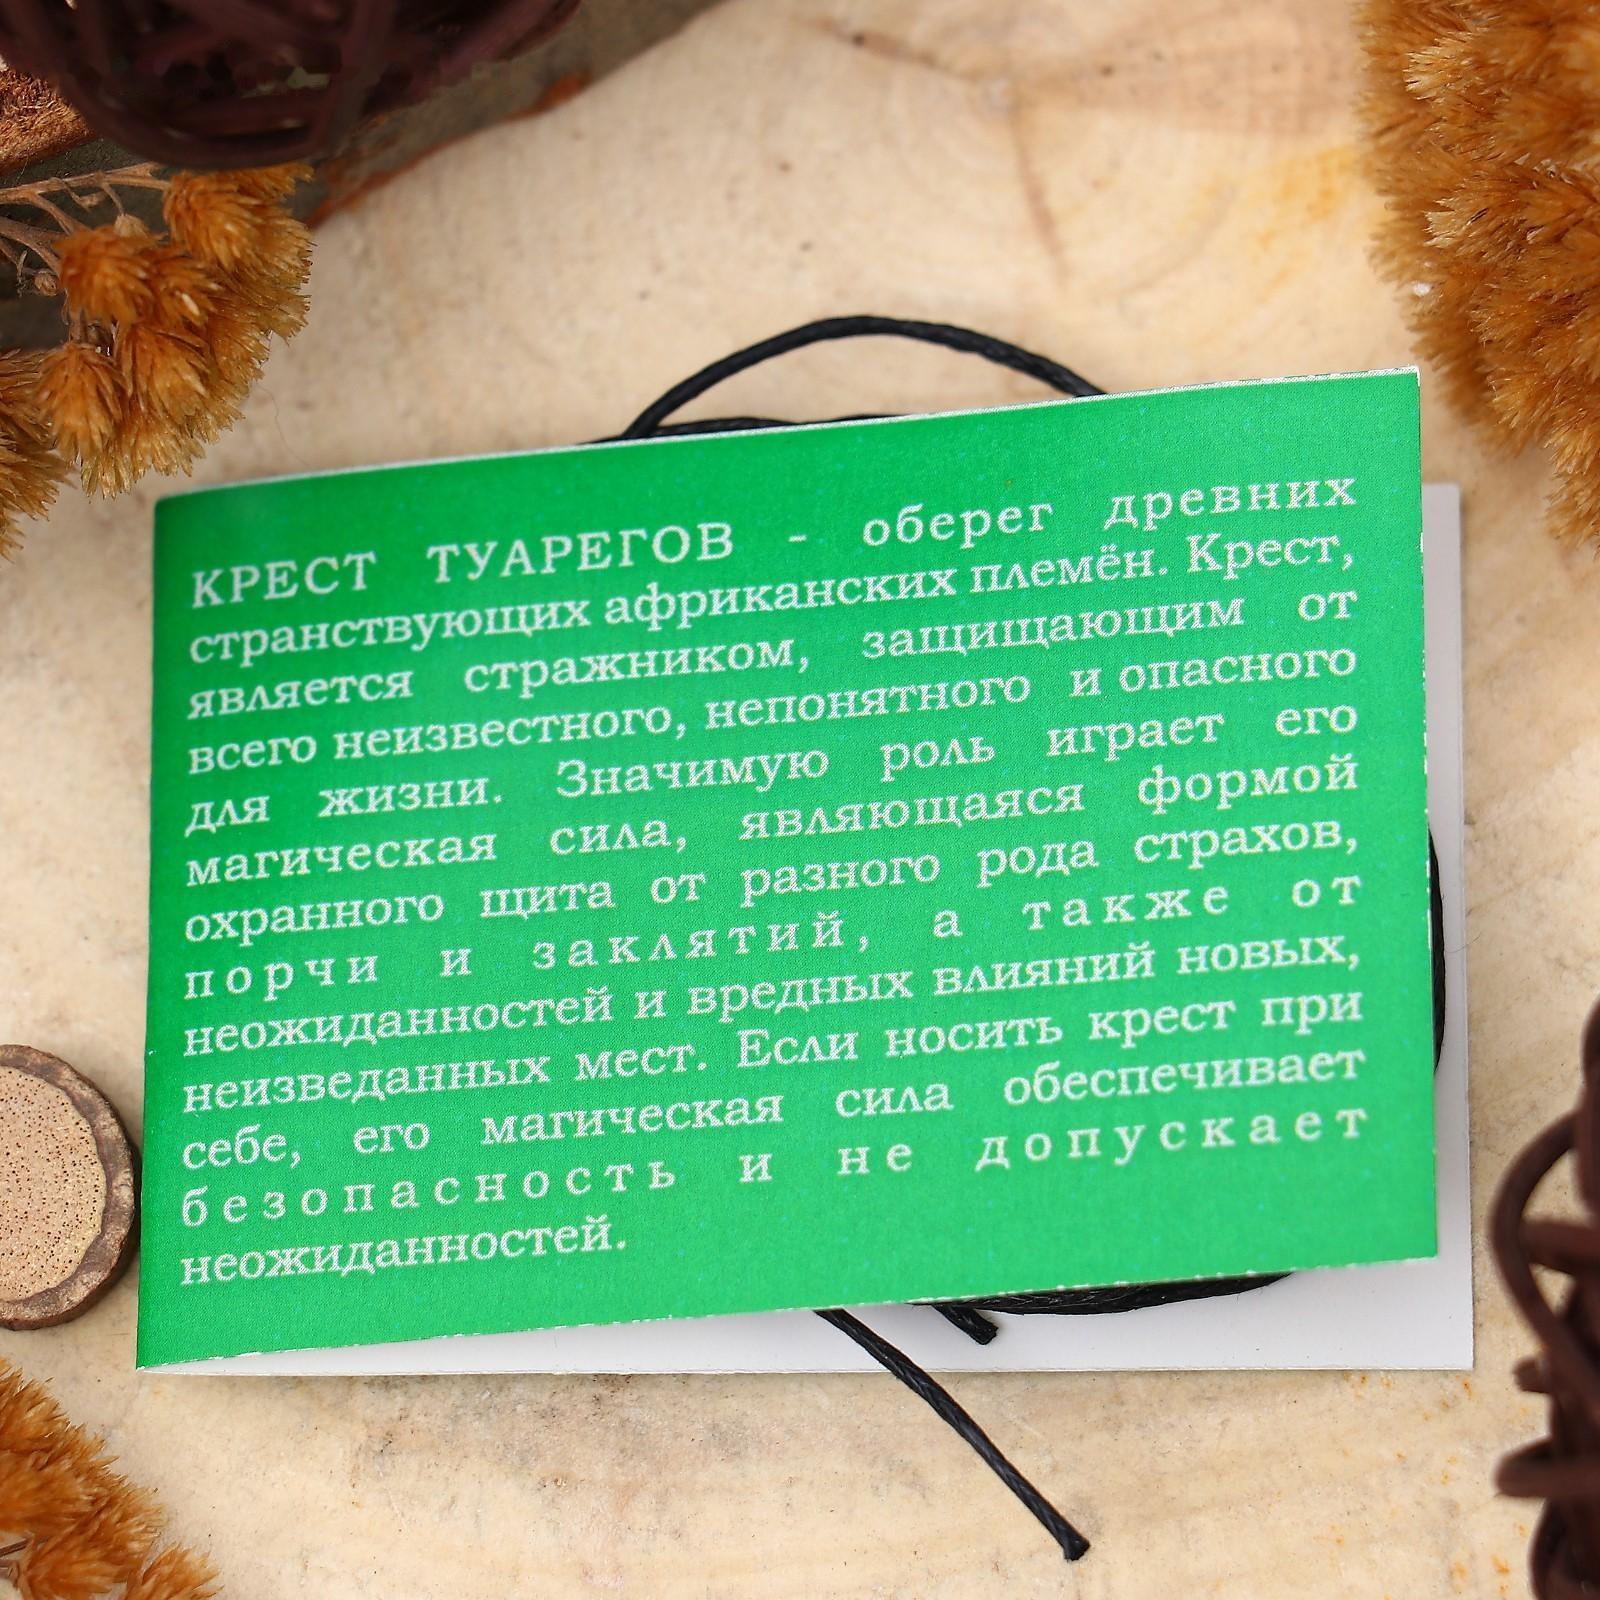 КРЕСТ ТУАРЕГОВ - оберег древних
странствующих африканских племён. Крест,
является стражником, защищающим от
всего неизвестного, непонятного и опасного
для жизни. Значимую роль играет его
магическая сила, являющаяся формой
охранного щита от разного рода страхов,
порчи и заклятий, а также от
неожиданностей и вредных влияний новых,
неизведанных мест. Если носить крест при
себе, его магическая сила обеспечивает
безопасность и не допускает
неожиданностей.